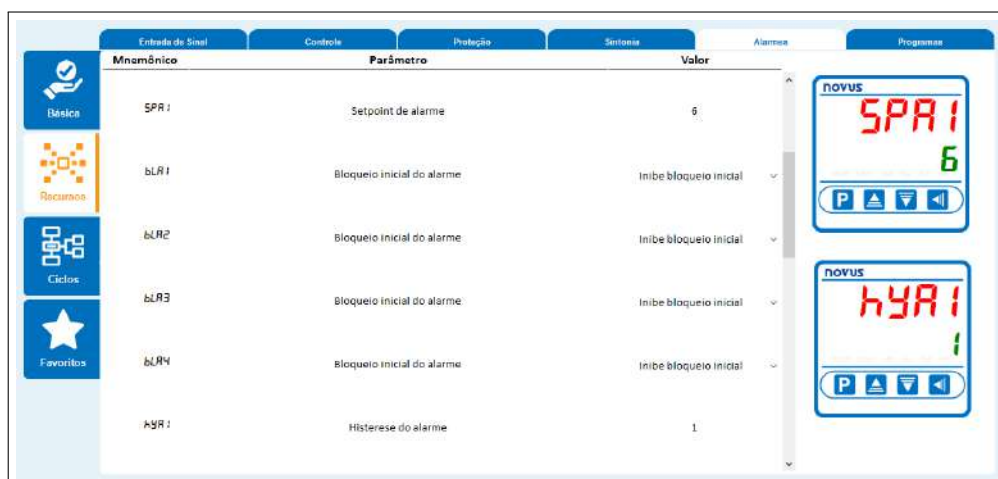 Entrada de Sinal Controle Proteção Sintonia Alarmes Programas
Mnemônico Parâmetro Valor
Básica
Recursos
Ciclos
Favoritos
SPA1 Setpoint de alarme 6
bLA1 Bloqueio inicial do alarme Inibe bloqueio inicial
bLA2 Bloqueio inicial do alarme Inibe bloqueio inicial
bLA3 Bloqueio inicial do alarme Inibe bloqueio inicial
bLA4 Bloqueio inicial do alarme Inibe bloqueio inicial
hYA1 Histerese do alarme 1
novus
SPA1
6
P
novus
hYA1
1
P